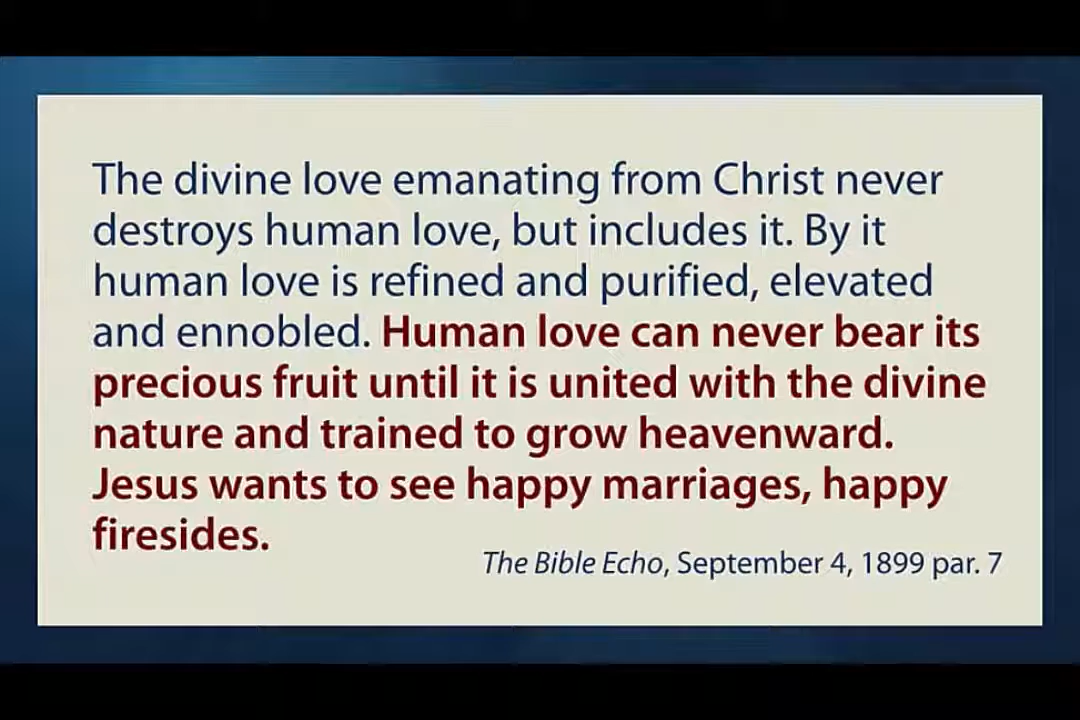 The divine love emanating from Christ never
destroys human love, but includes it. By it
human love is refined and purified, elevated
and ennobled. Human love can never bear its
precious fruit until it is united with the divine
nature and trained to grow heavenward.
Jesus wants to see happy marriages, happy
firesides.
The Bible Echo, September 4, 1899 par. 7